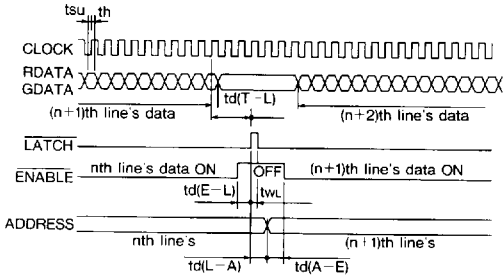 tsu th
CLOCK
RDATA
GDATA
td(T-L)
(n+1)th line's data (n+2)th line's data
LATCH
nth line's data ON OFF (n+1)th line's data ON
ENABLE
td(E-L) twL
ADDRESS
nth line's (n+1)th line's
td(L-A) td(A-E)